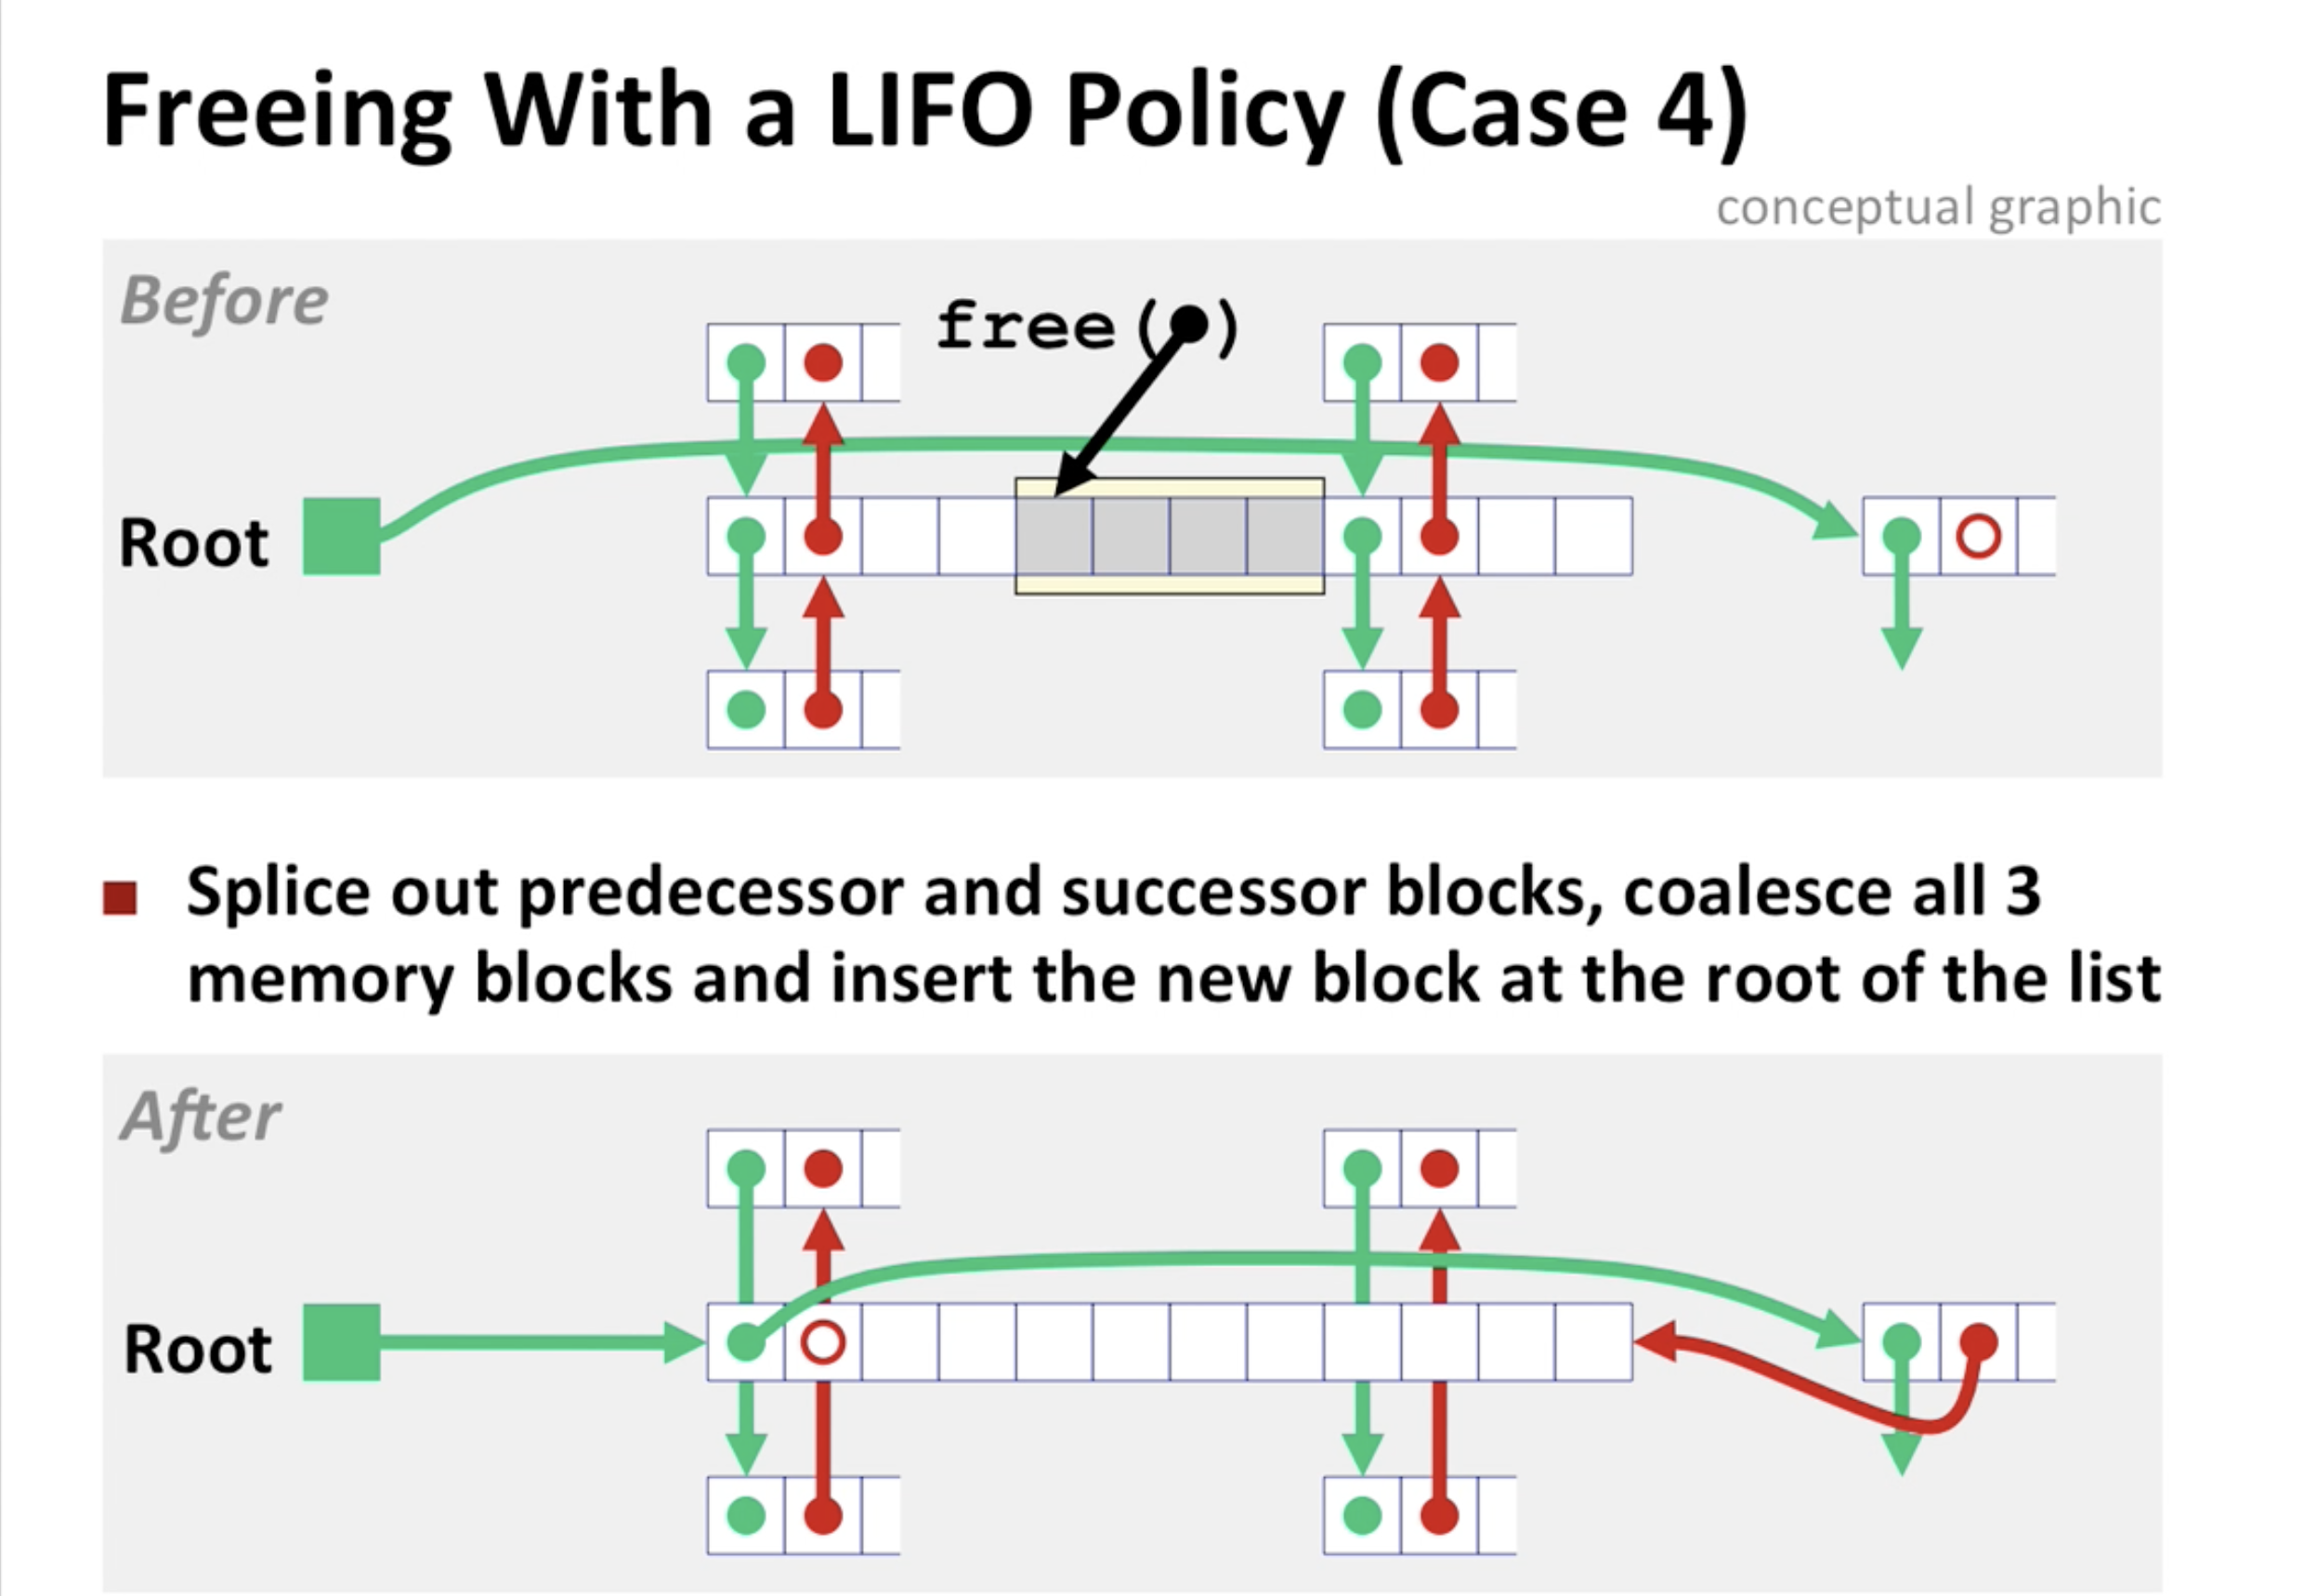 Freeing With a LIFO Policy (Case 4)
conceptual graphic
Before
free( )
Root
Splice out predecessor and successor blocks, coalesce all 3
memory blocks and insert the new block at the root of the list
After
Root